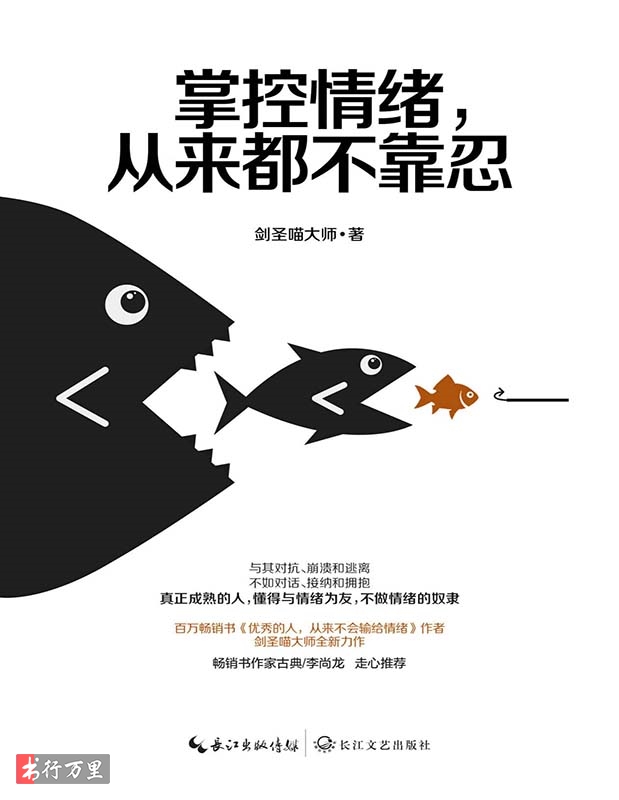 掌控情绪，
从来都不靠忍
剑圣喵大师·著
与其对抗、崩溃和逃离
不如对话、接纳和拥抱
真正成熟的人，懂得与情绪为友，不做情绪的奴隶
百万畅销书《优秀的人，从来不会输给情绪》作者
剑圣喵大师全新力作
畅销书作家古典/李尚龙 走心推荐
长江出版传媒 长江文艺出版社
书行万里